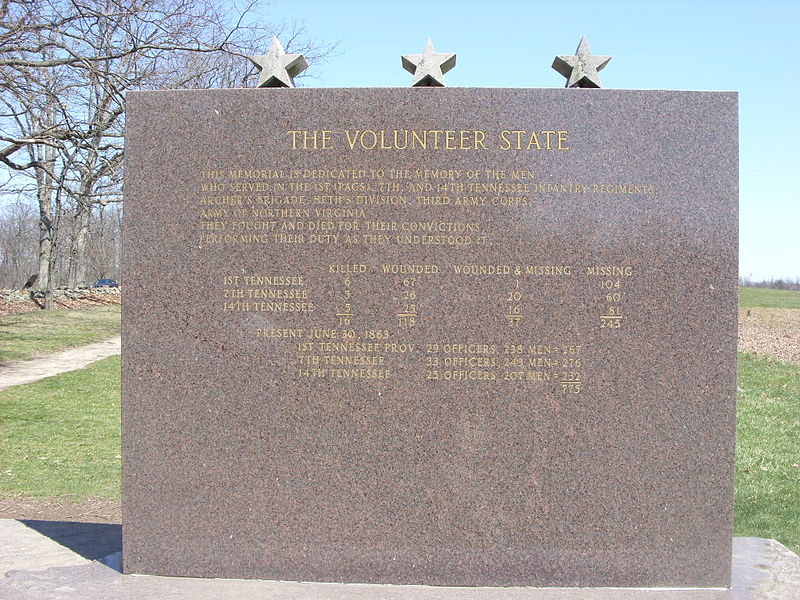 THE VOLUNTEER STATE
THIS MEMORIAL IS DEDICATED TO THE MEMORY OF THE MEN
WHO SERVED IN THE 1ST (PACS), 7TH, AND 14TH TENNESSEE INFANTRY REGIMENTS,
ARCHER'S BRIGADE, HETH'S DIVISION, THIRD ARMY CORPS,
ARMY OF NORTHERN VIRGINIA.
THEY FOUGHT AND DIED FOR THEIR CONVICTIONS,
PERFORMING THEIR DUTY AS THEY UNDERSTOOD IT.
KILLED WOUNDED WOUNDED & MISSING MISSING
1ST TENNESSEE 6 67 1 104
7TH TENNESSEE 5 26 20 60
14TH TENNESSEE 5 25 16 81
16 118 37 245
PRESENT JUNE 30, 1863
1ST TENNESSEE PROV. 29 OFFICERS, 238 MEN = 267
7TH TENNESSEE 33 OFFICERS, 243 MEN = 276
14TH TENNESSEE 25 OFFICERS, 207 MEN = 232
775